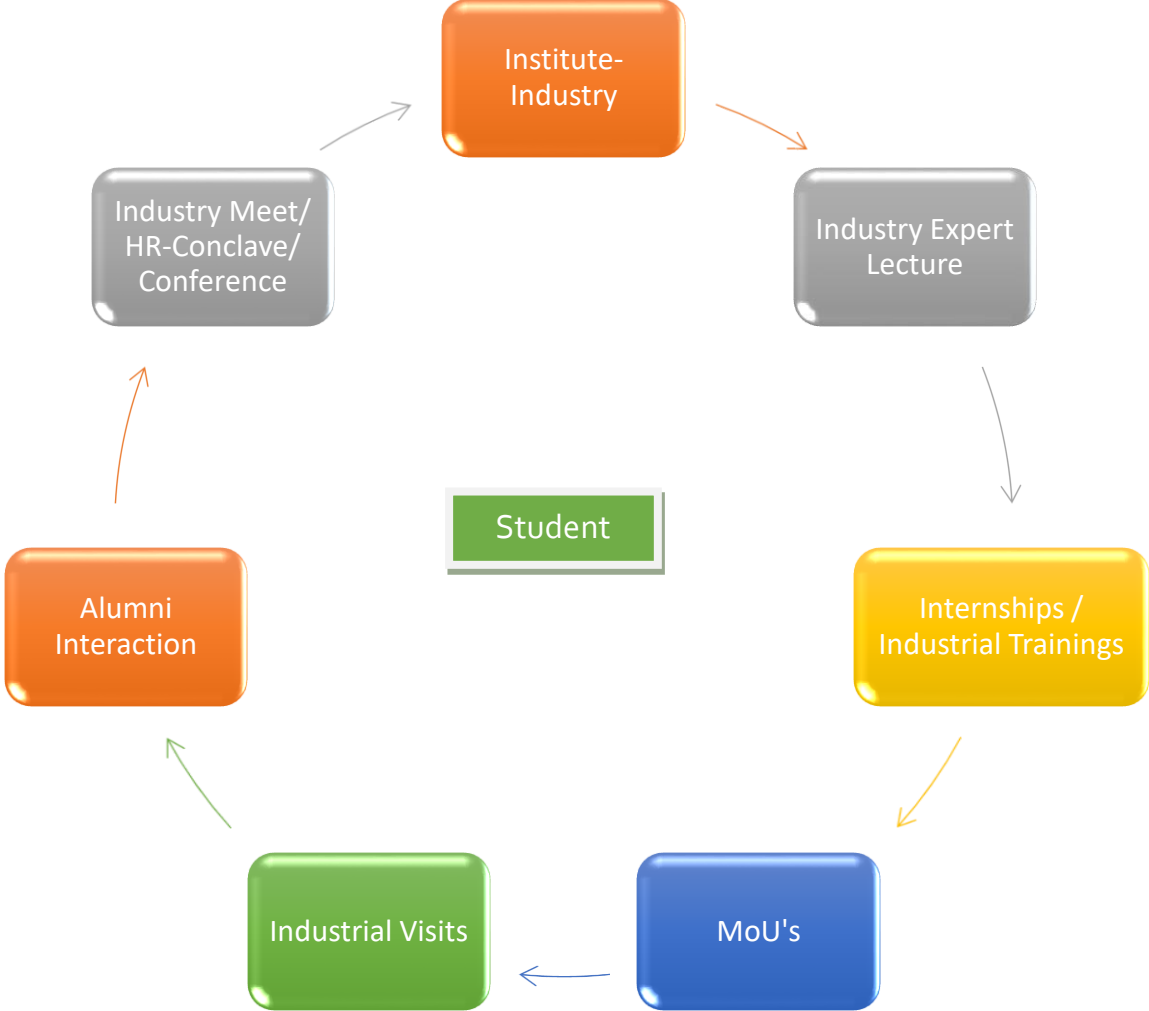 Institute-
Industry
Industry Expert
Lecture
Internships /
Industrial Trainings
MoU's
Industrial Visits
Alumni
Interaction
Industry Meet/
HR-Conclave/
Conference
Student